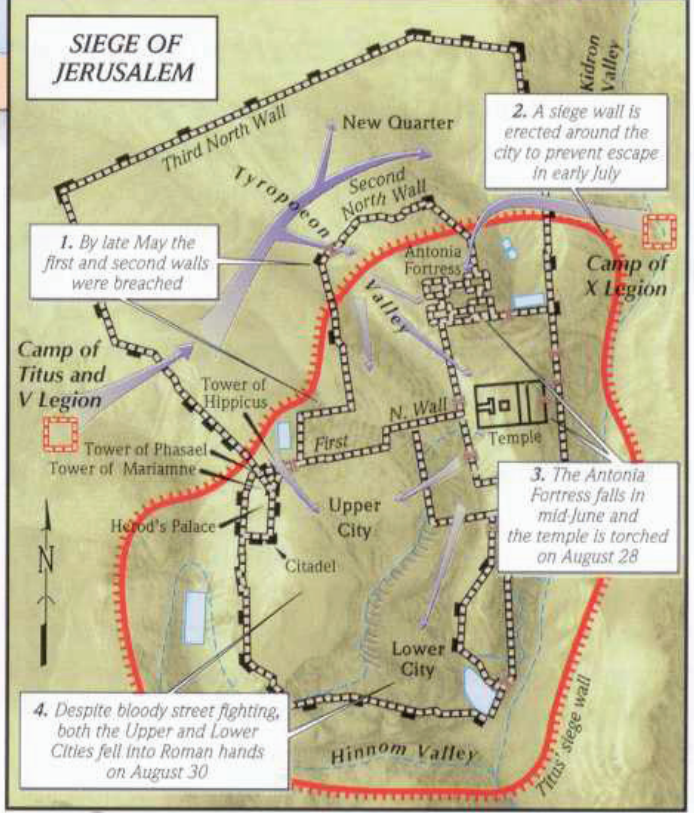 SIEGE OF
JERUSALEM
Kidron
Valley
Third North Wall
New Quarter
2. A siege wall is
erected around the
city to prevent escape
in early July
Tyropoeon
Valley
Second
North Wall
1. By late May the
first and second walls
were breached
Antonia
Fortress
Camp of
X Legion
Camp of
Titus and
V Legion
Tower of
Hippicus
First
N. Wall
Temple
Tower of Phasael
Tower of Mariamne
3. The Antonia
Fortress falls in
mid-June and
the temple is torched
on August 28
Upper
City
Herod's Palace
N
Citadel
Lower
City
4. Despite bloody street fighting,
both the Upper and Lower
Cities fell into Roman hands
on August 30
Hinnom Valley
Titus' siege wall